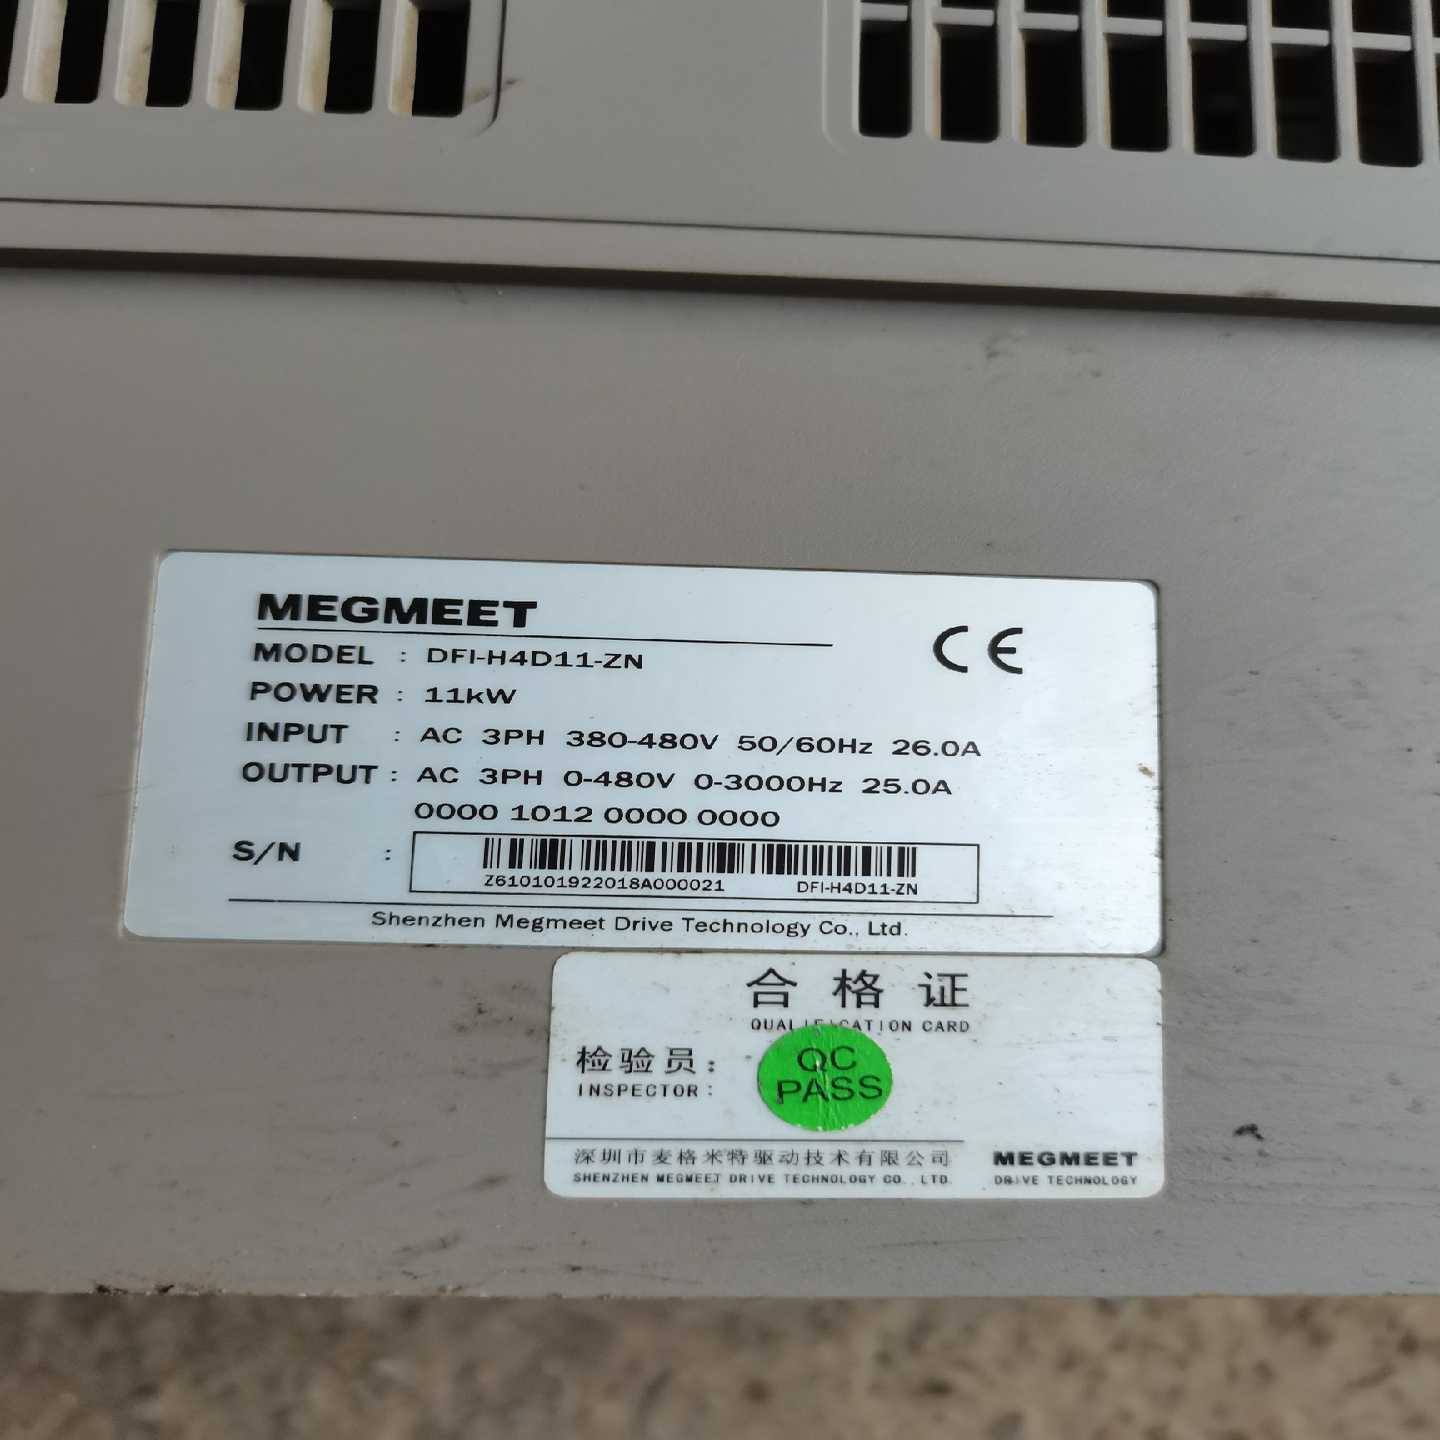 MEGMEET
CE
MODEL : DFI-H4D11-ZN
POWER : 11kW
INPUT : AC 3PH 380-480V 50/60Hz 26.0A
OUTPUT : AC 3PH 0-480V 0-3000Hz 25.0A
0000 1012 0000 0000
S/N :
Z610101922018A000021 DFI-H4D11-ZN
Shenzhen Megmeet Drive Technology Co., Ltd.
合格证
QUALIFICATION CARD
检验员：
INSPECTOR：
QC
PASS
深圳市麦格米特驱动技术有限公司
SHENZHEN MEGMEET DRIVE TECHNOLOGY CO., LTD.
MEGMEET
DRIVE TECHNOLOGY